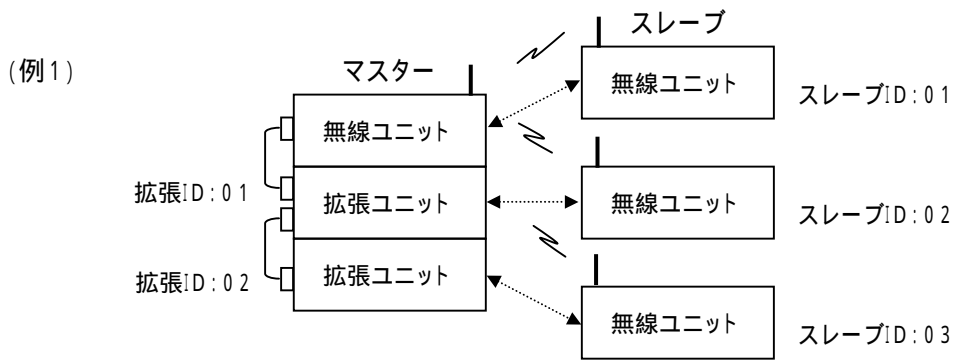 (例1)
マスター
スレーブ
無線ユニット
拡張ユニット
拡張ユニット
拡張ID:01
拡張ID:02
無線ユニット
スレーブID:01
無線ユニット
スレーブID:02
無線ユニット
スレーブID:03